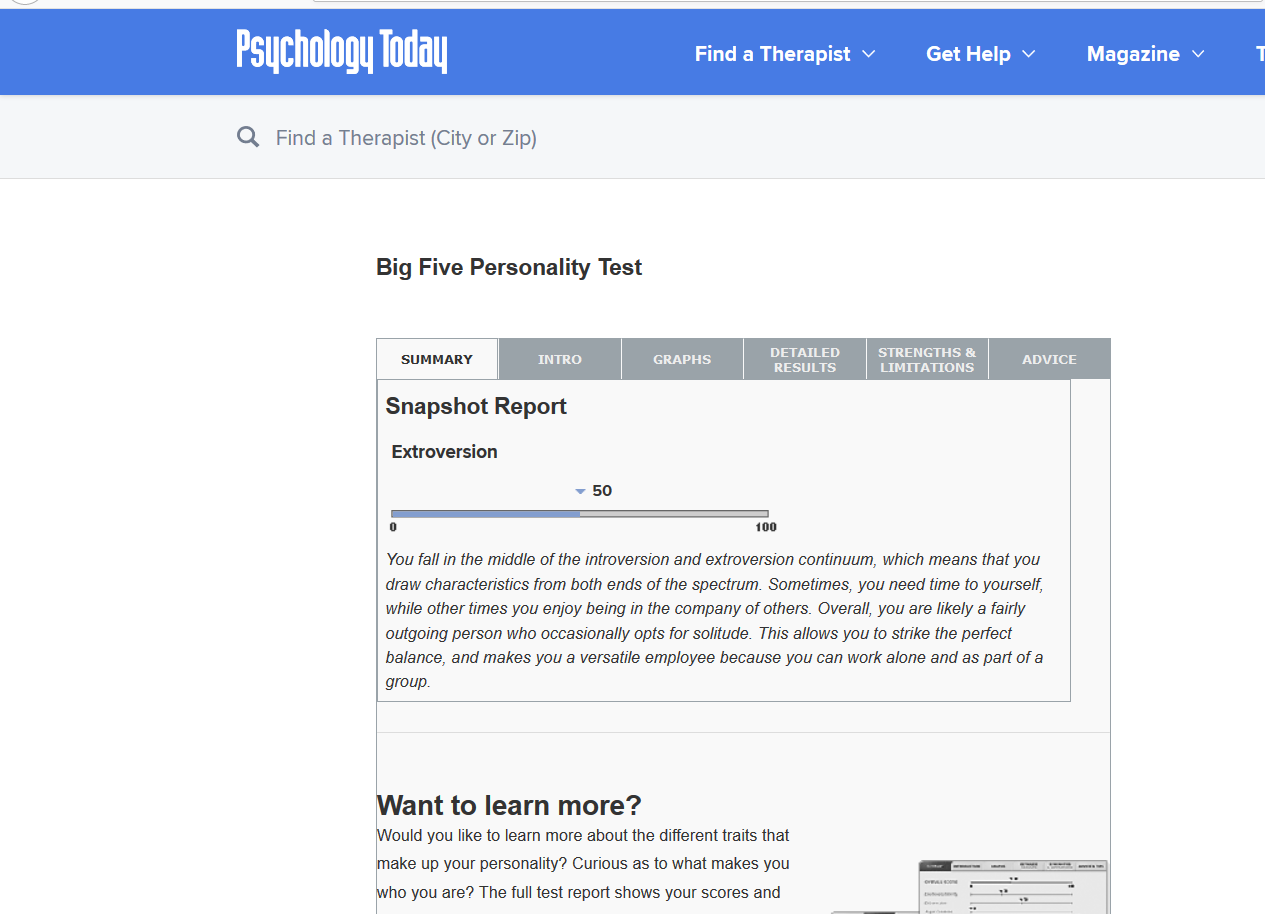 Psychology Today
Find a Therapist
Get Help
Magazine
T
Find a Therapist (City or Zip)
Big Five Personality Test
SUMMARY
INTRO
GRAPHS
DETAILED
RESULTS
STRENGTHS &
LIMITATIONS
ADVICE
Snapshot Report
Extroversion
50
0
100
You fall in the middle of the introversion and extroversion continuum, which means that you
draw characteristics from both ends of the spectrum. Sometimes, you need time to yourself,
while other times you enjoy being in the company of others. Overall, you are likely a fairly
outgoing person who occasionally opts for solitude. This allows you to strike the perfect
balance, and makes you a versatile employee because you can work alone and as part of a
group.
Want to learn more?
Would you like to learn more about the different traits that
make up your personality? Curious as to what makes you
who you are? The full test report shows your scores and